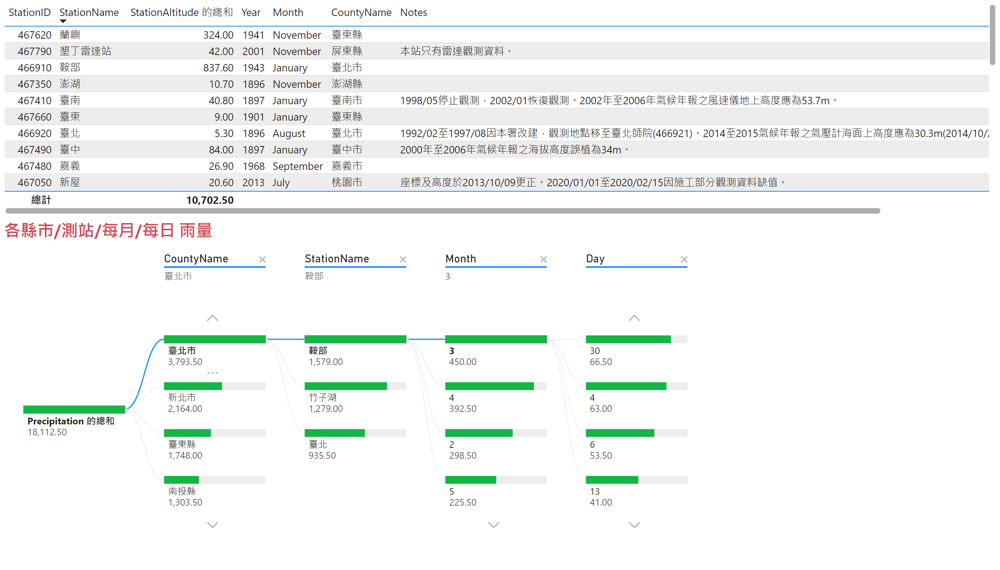 StationID StationName StationAltitude 的總和 Year Month CountyName Notes
467620 蘭嶼 324.00 1941 November 臺東縣
467790 墾丁雷達站 42.00 2001 November 屏東縣 本站只有雷達觀測資料。
466910 鞍部 837.60 1943 January 臺北市
467350 澎湖 10.70 1896 November 澎湖縣
467410 臺南 40.80 1897 January 臺南市 1998/05停止觀測，2002/01恢復觀測。2002年至2006年氣候年報之風速儀地上高度應為53.7m。
467660 臺東 9.00 1901 January 臺東縣
466920 臺北 5.30 1896 August 臺北市 1992/02至1997/08因本署改建，觀測地點移至臺北師院(466921)。2014至2015氣候年報之氣壓計海面上高度應為30.3m(2014/10/
467490 臺中 84.00 1897 January 臺中市 2000年至2006年氣候年報之海拔高度誤植為34m。
467480 嘉義 26.90 1968 September 嘉義市
467050 新屋 20.60 2013 July 桃園市 座標及高度於2013/10/09更正。2020/01/01至2020/02/15因施工部分觀測資料缺值。
總計 10,702.50
各縣市/測站/每月/每日 雨量
CountyName StationName Month Day
臺北市 鞍部 3
臺北市 鞍部 3 30
3,793.50 1,579.00 450.00 66.50
...
新北市 竹子湖 4 4
2,164.00 1,279.00 392.50 63.00
Precipitation 的總和
18,112.50
臺東縣 臺北 2 6
1,748.00 935.50 298.50 53.50
南投縣 5 13
1,303.50 225.50 41.00